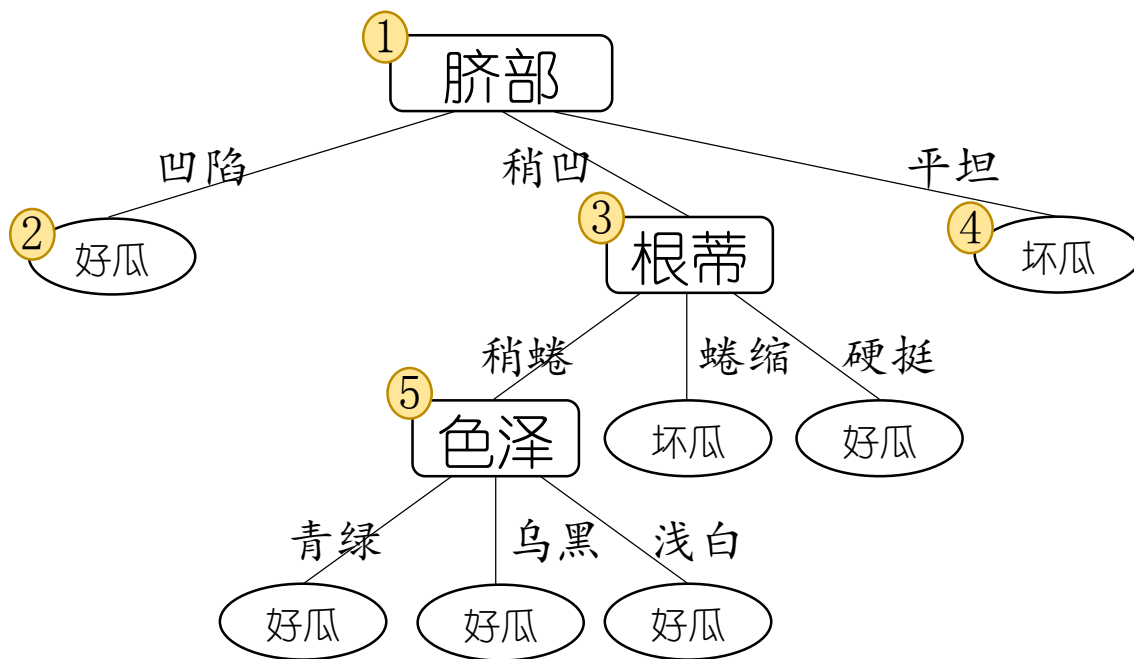 1
脐部
凹陷
稍凹
平坦
2
好瓜
3
根蒂
4
坏瓜
稍蜷
蜷缩
硬挺
5
色泽
坏瓜
好瓜
青绿
乌黑
浅白
好瓜
好瓜
好瓜